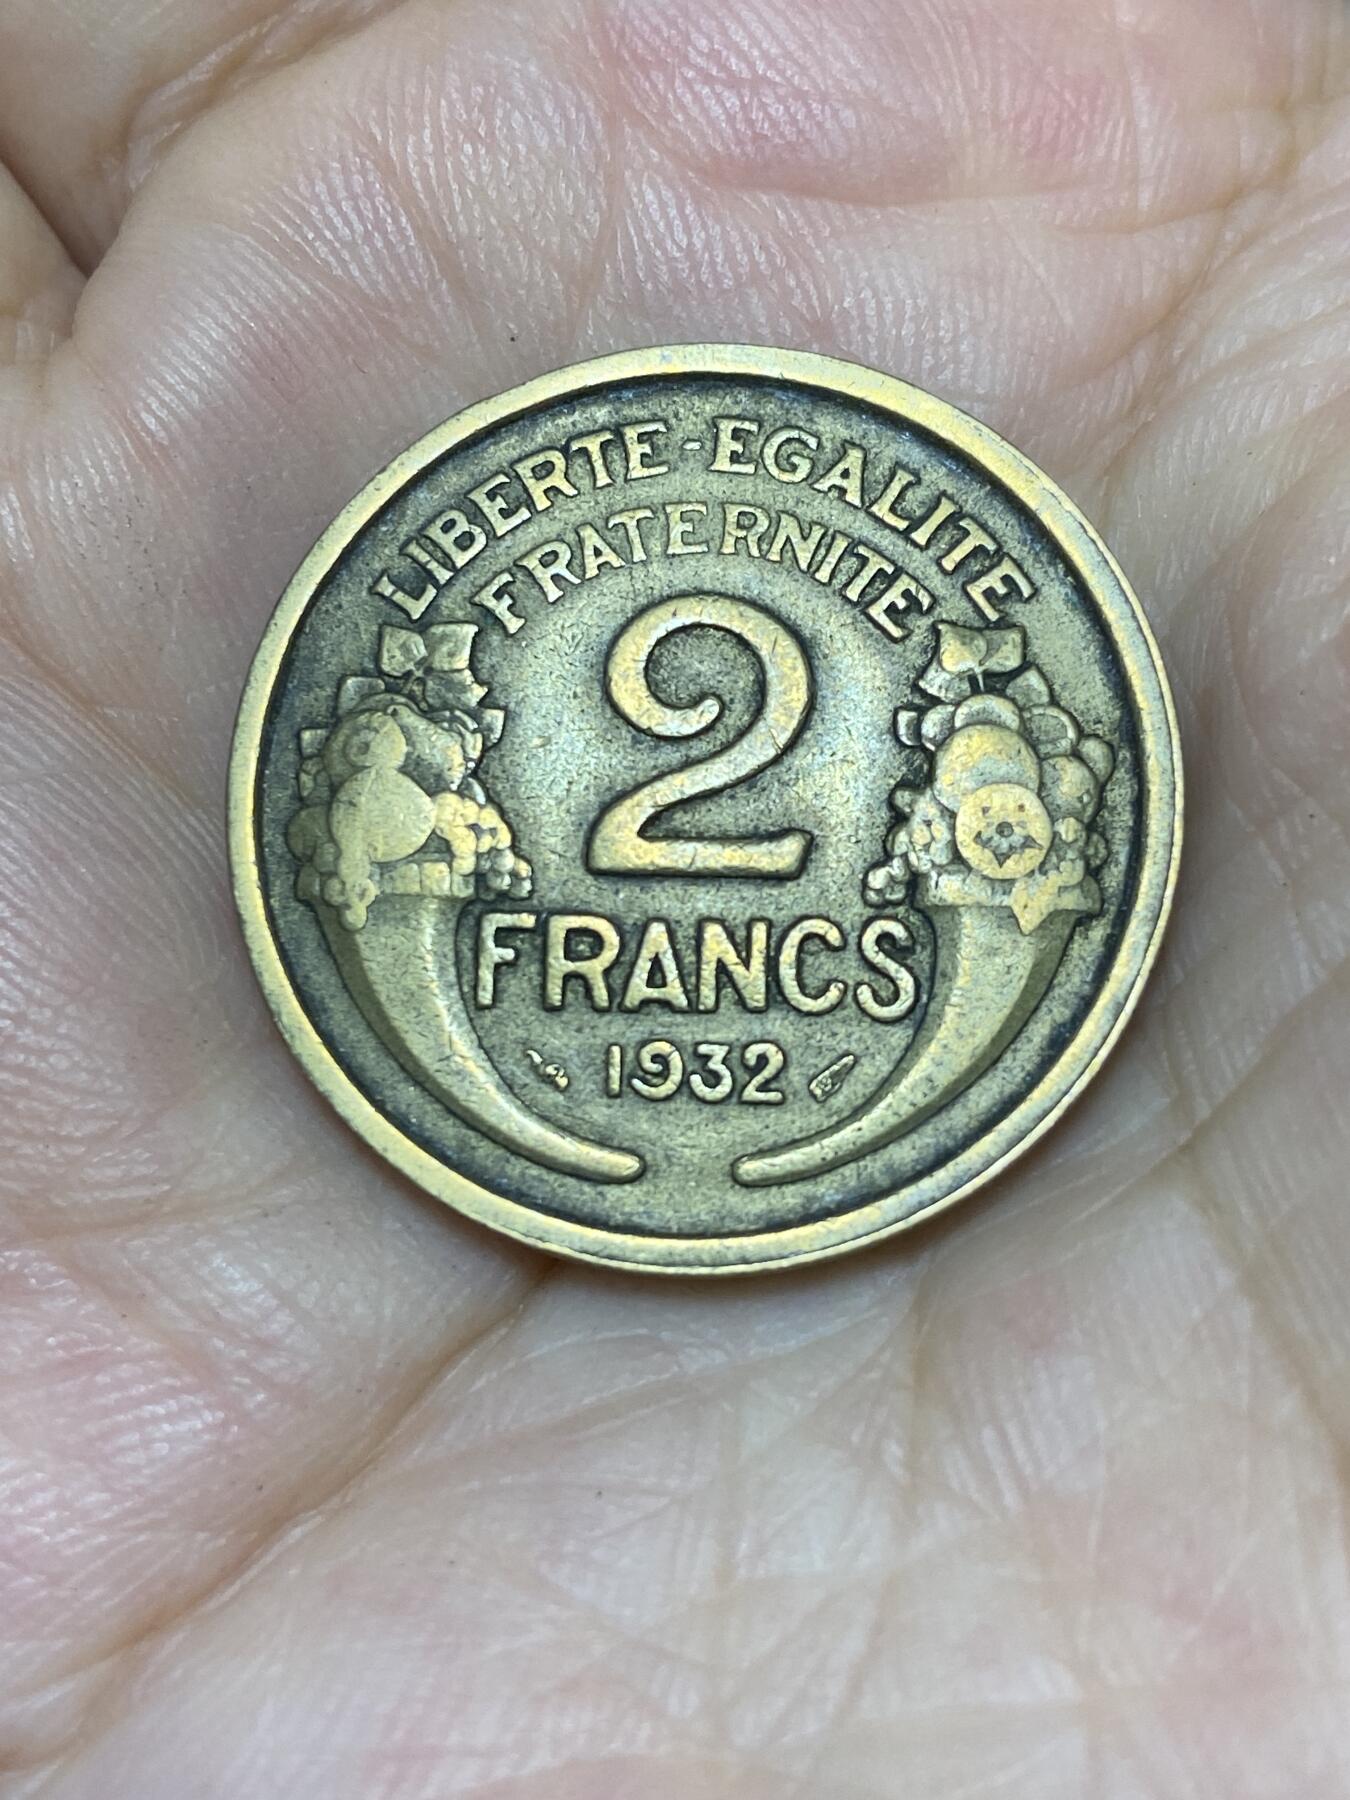 LIBERTE-EGALITE
FRATERNITE
2
FRANCS
1932